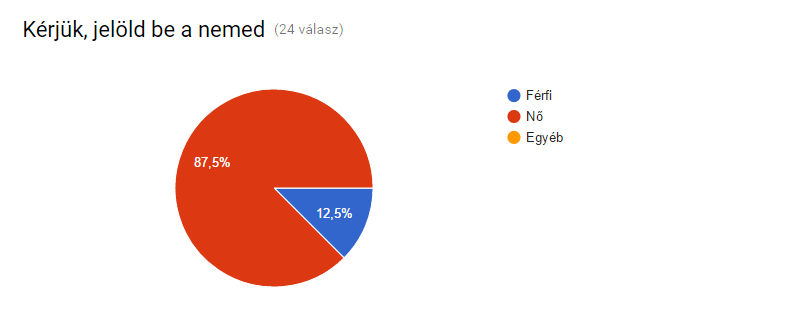 Kérjük, jelöld be a nemed (24 válasz)
Férfi
Nő
Egyéb
87,5%
12,5%